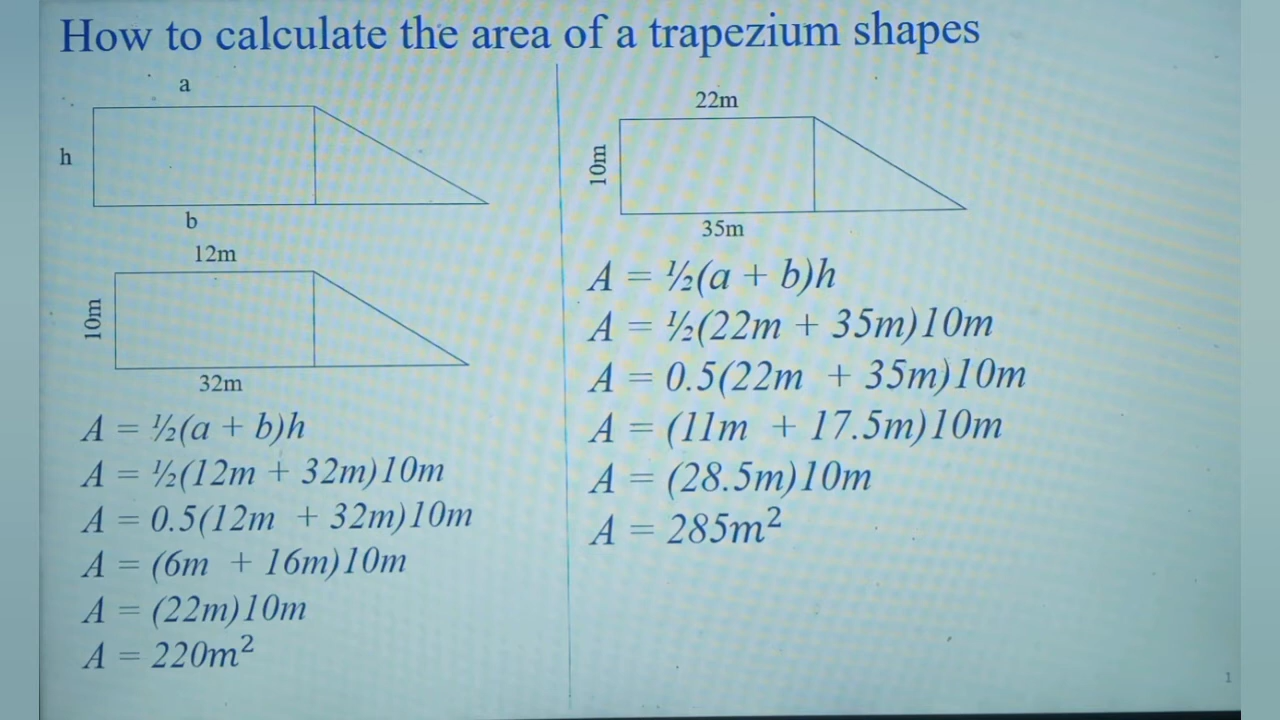 How to calculate the area of a trapezium shapes
a
h
b
12m
10m
32m
A = ½(a + b)h
A = ½(12m + 32m)10m
A = 0.5(12m + 32m)10m
A = (6m + 16m)10m
A = (22m)10m
A = 220m²
22m
10m
35m
A = ½(a + b)h
A = ½(22m + 35m)10m
A = 0.5(22m + 35m)10m
A = (11m + 17.5m)10m
A = (28.5m)10m
A = 285m²
1